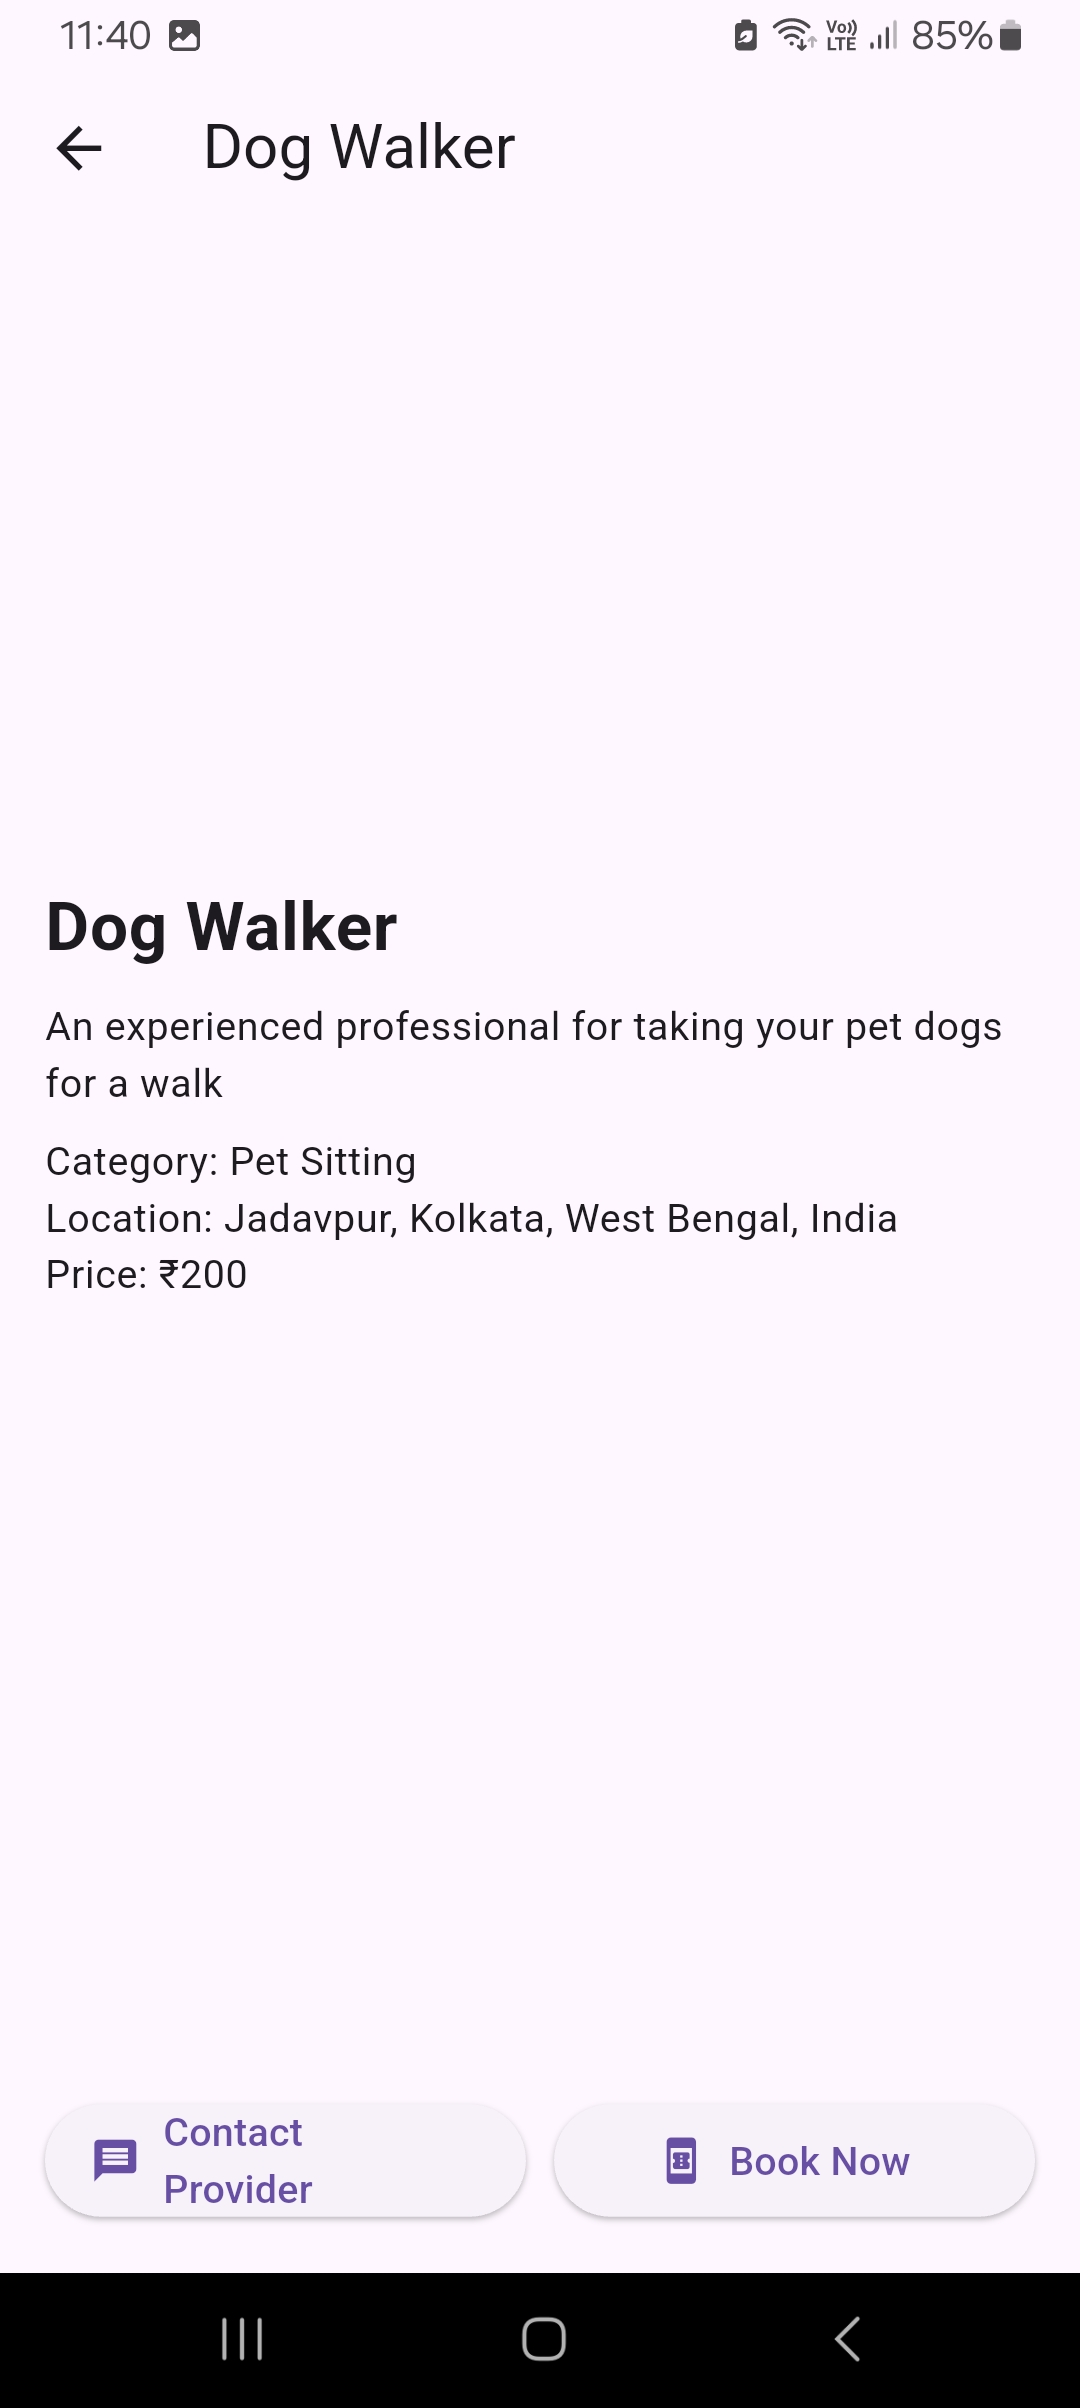 11:40
Vo)) LTE 85%
Dog Walker
Dog Walker
An experienced professional for taking your pet dogs
for a walk
Category: Pet Sitting
Location: Jadavpur, Kolkata, West Bengal, India
Price: ₹200
Contact
Provider
Book Now